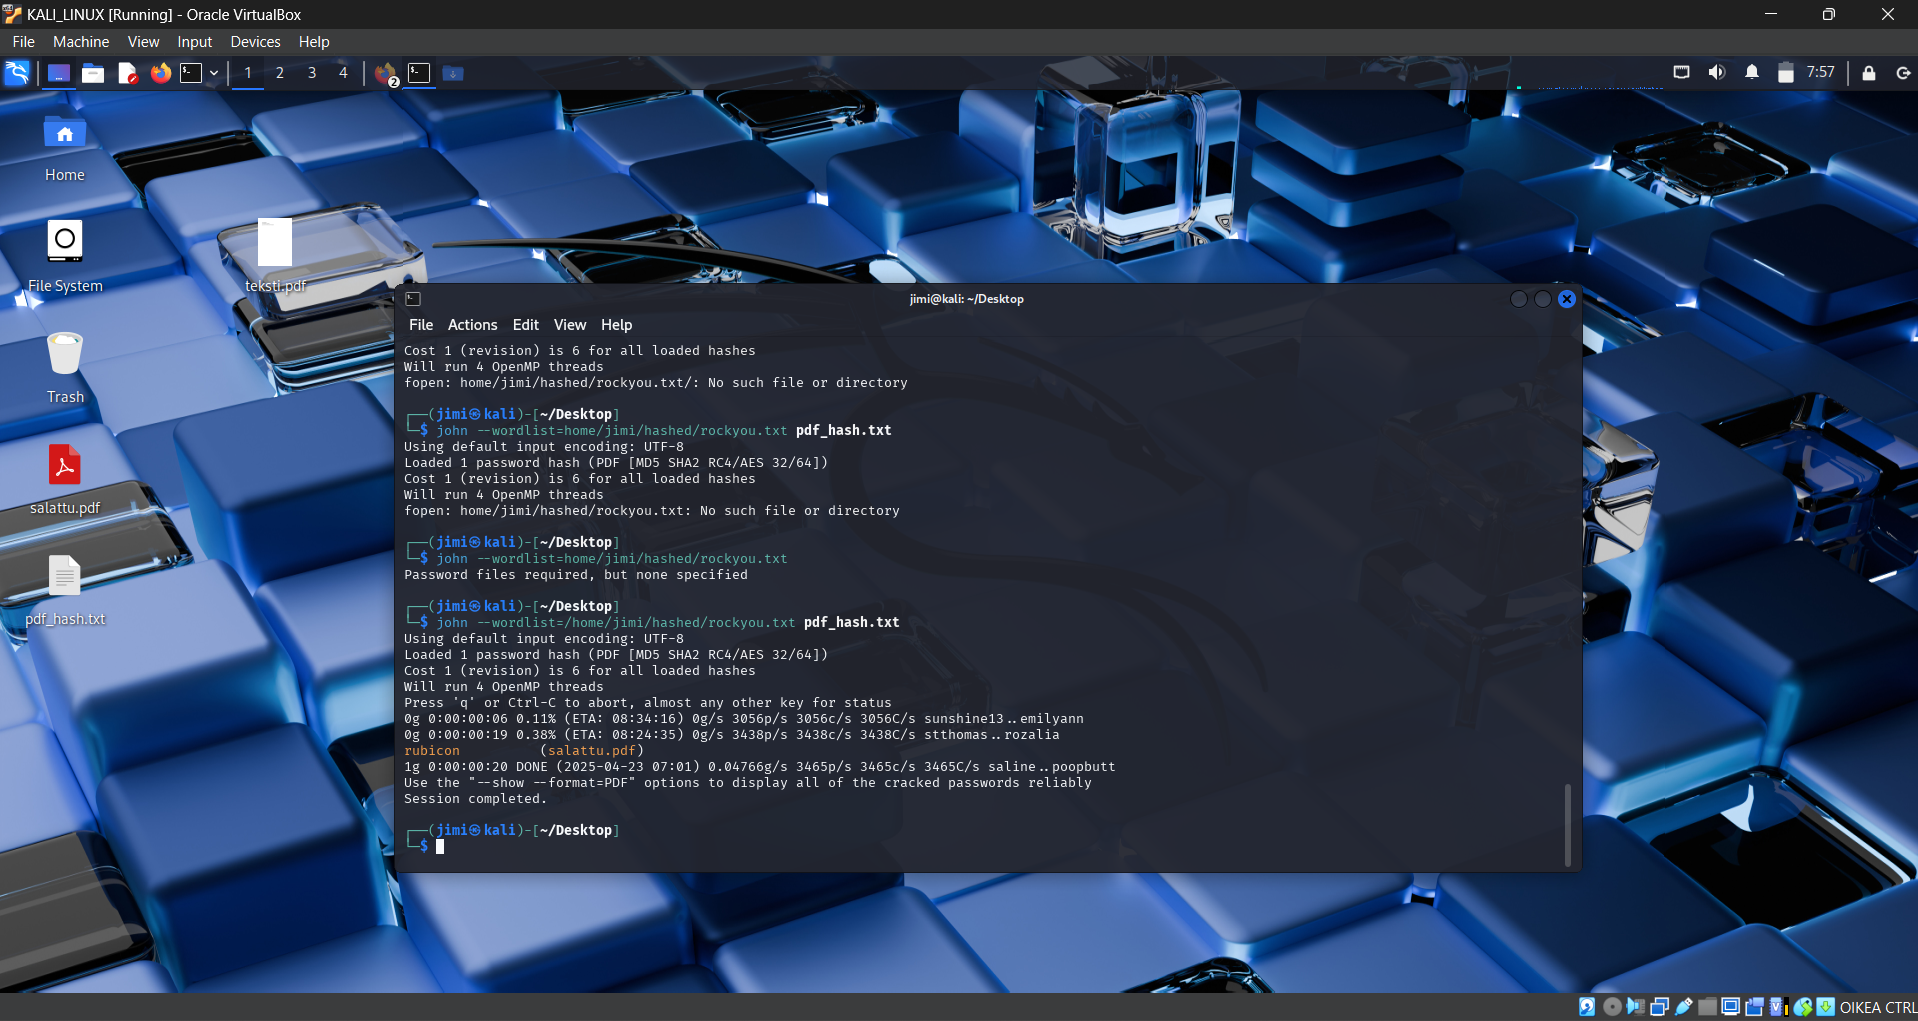 KALI_LINUX [Running] - Oracle VirtualBox
File Machine View Input Devices Help
1 2 3 4 2 7:57
Home
File System
Trash
salattu.pdf
pdf_hash.txt
teksti.pdf
jimi@kali: ~/Desktop
File Actions Edit View Help
Cost 1 (revision) is 6 for all loaded hashes
Will run 4 OpenMP threads
fopen: home/jimi/hashed/rockyou.txt/: No such file or directory
┌──(jimi㉿kali)-[~/Desktop]
└─$ john --wordlist=home/jimi/hashed/rockyou.txt pdf_hash.txt
Using default input encoding: UTF-8
Loaded 1 password hash (PDF [MD5 SHA2 RC4/AES 32/64])
Cost 1 (revision) is 6 for all loaded hashes
Will run 4 OpenMP threads
fopen: home/jimi/hashed/rockyou.txt: No such file or directory
┌──(jimi㉿kali)-[~/Desktop]
└─$ john --wordlist=home/jimi/hashed/rockyou.txt
Password files required, but none specified
┌──(jimi㉿kali)-[~/Desktop]
└─$ john --wordlist=/home/jimi/hashed/rockyou.txt pdf_hash.txt
Using default input encoding: UTF-8
Loaded 1 password hash (PDF [MD5 SHA2 RC4/AES 32/64])
Cost 1 (revision) is 6 for all loaded hashes
Will run 4 OpenMP threads
Press 'q' or Ctrl-C to abort, almost any other key for status
0g 0:00:00:06 0.11% (ETA: 08:34:16) 0g/s 3056p/s 3056c/s 3056C/s sunshine13..emilyann
0g 0:00:00:19 0.38% (ETA: 08:24:35) 0g/s 3438p/s 3438c/s 3438C/s stthomas..rozalia
rubicon (salattu.pdf)
1g 0:00:00:20 DONE (2025-04-23 07:01) 0.04766g/s 3465p/s 3465c/s 3465C/s saline..poopbutt
Use the "--show --format=PDF" options to display all of the cracked passwords reliably
Session completed.
┌──(jimi㉿kali)-[~/Desktop]
└─$
OIKEA CTRL